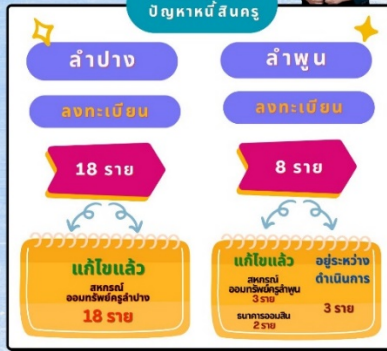 ปัญหาหนี้สินครู
ลำปาง
ลงทะเบียน
18 ราย
แก้ไขแล้ว
สหกรณ์
ออมทรัพย์ครูลำปาง
18 ราย
ลำพูน
ลงทะเบียน
8 ราย
แก้ไขแล้ว
สหกรณ์
ออมทรัพย์ครูลำพูน
3 ราย
ธนาคารออมสิน
2 ราย
อยู่ระหว่าง
ดำเนินการ
3 ราย